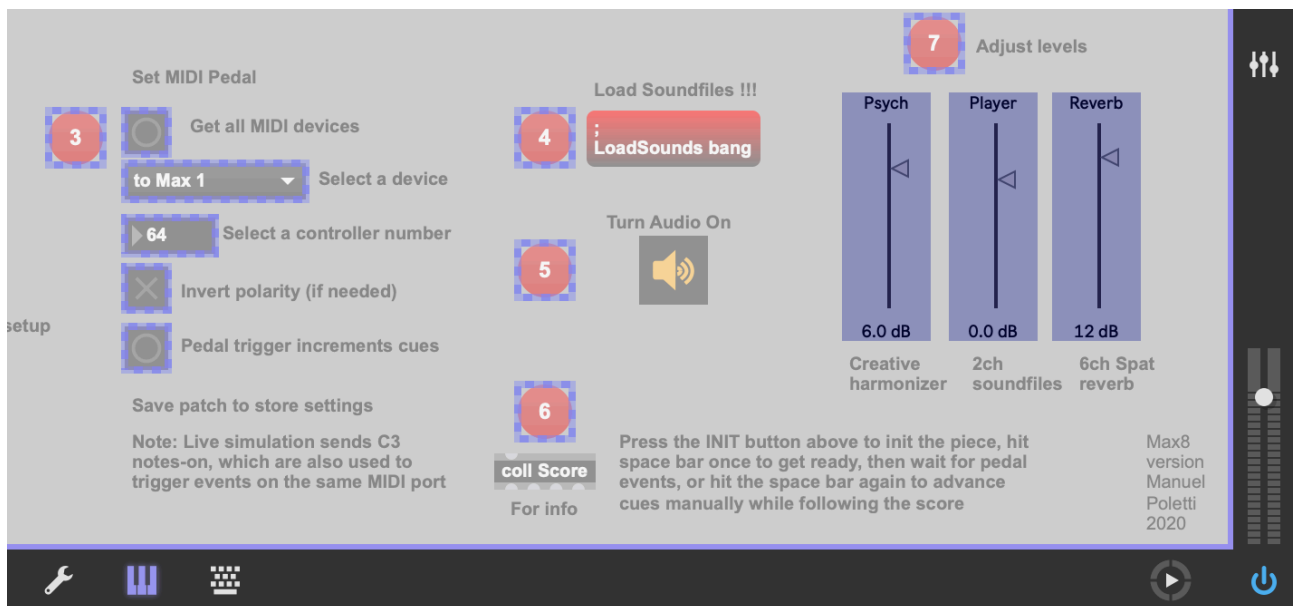 Set MIDI Pedal
3
Get all MIDI devices
to Max 1
Select a device
64
Select a controller number
Invert polarity (if needed)
setup
Pedal trigger increments cues
Save patch to store settings
Note: Live simulation sends C3
notes-on, which are also used to
trigger events on the same MIDI port
Load Soundfiles !!!
4
;
LoadSounds bang
Turn Audio On
5
6
coll Score
For info
7
Adjust levels
Psych
Player
Reverb
6.0 dB
0.0 dB
12 dB
Creative
harmonizer
2ch
soundfiles
6ch Spat
reverb
Press the INIT button above to init the piece, hit
space bar once to get ready, then wait for pedal
events, or hit the space bar again to advance
cues manually while following the score
Max8
version
Manuel
Poletti
2020